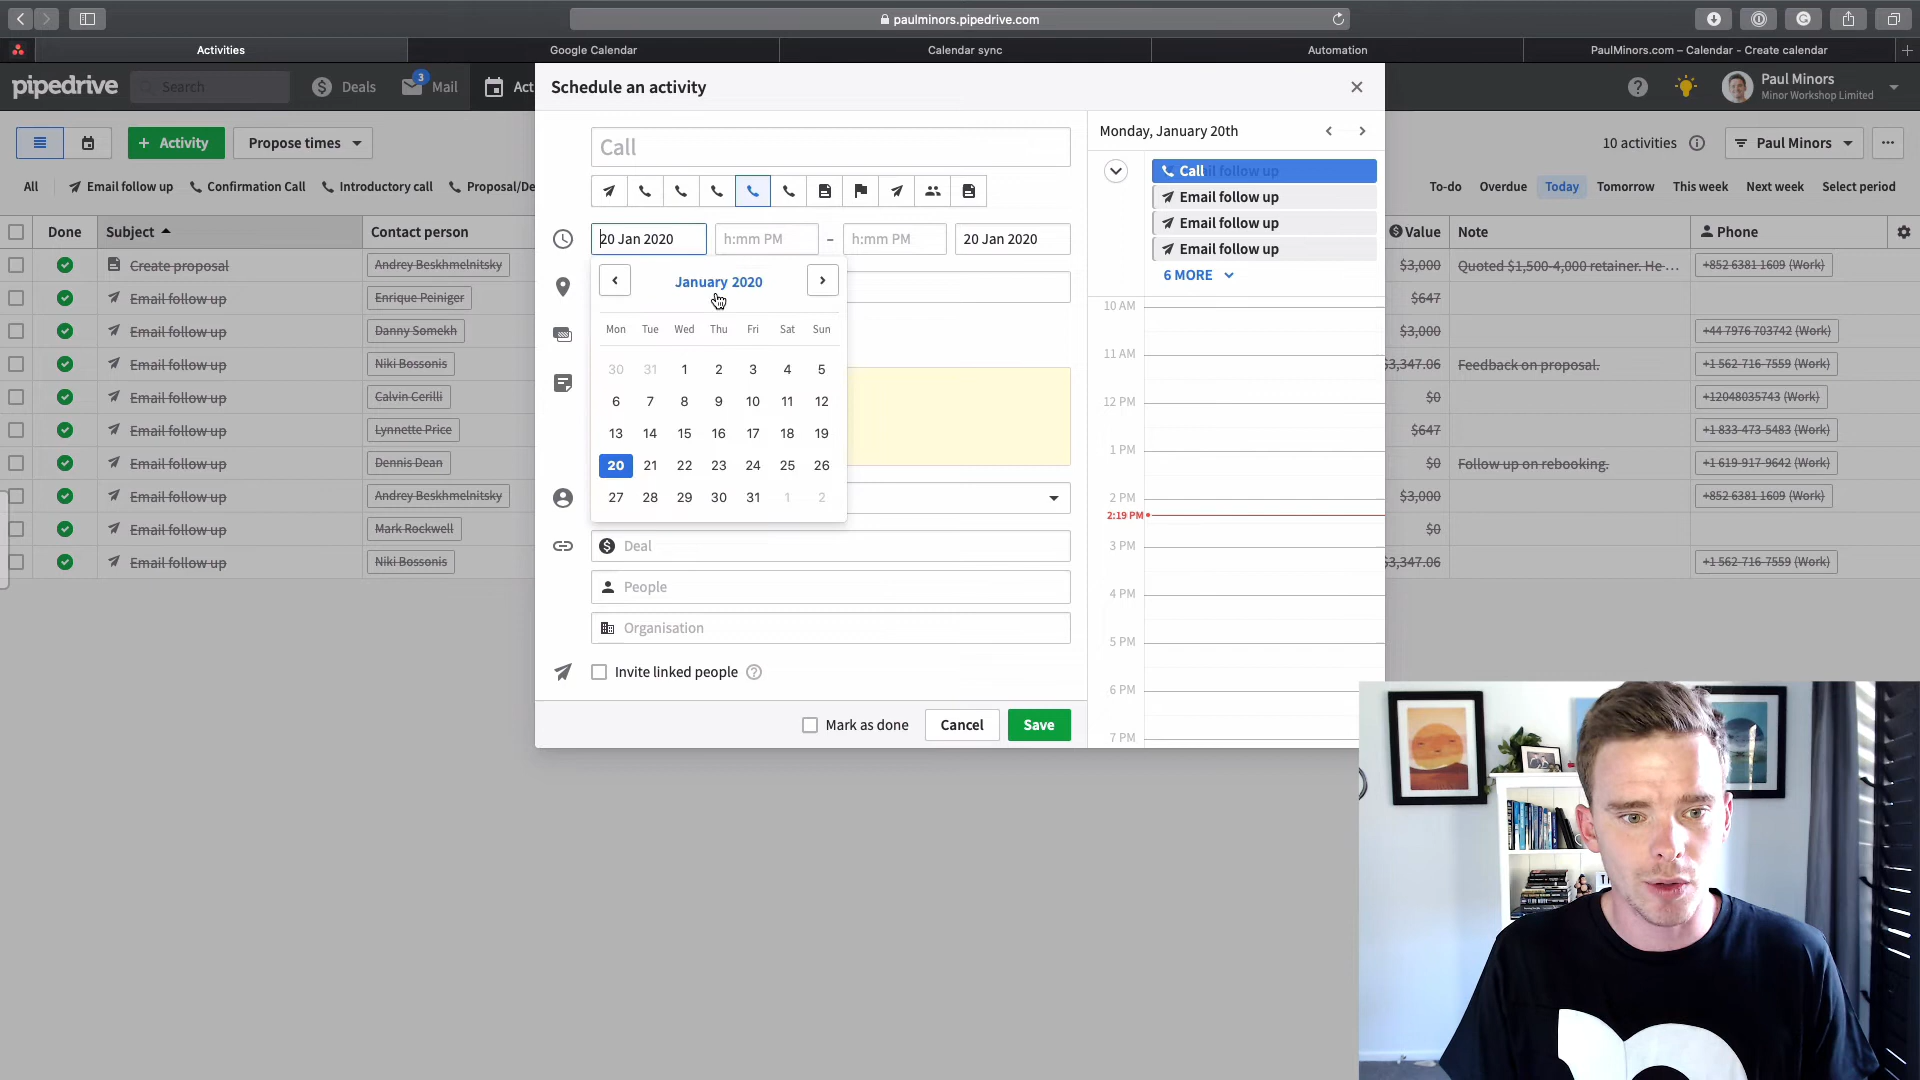 paulminors.pipedrive.com
Activities
Google Calendar
Calendar sync
Automation
PaulMinors.com – Calendar - Create calendar
pipedrive
Search
Deals
3
Mail
Act
Schedule an activity
Paul Minors
Minor Workshop Limited
+ Activity
Propose times
Call
Monday, January 20th
10 activities
Paul Minors
All
Email follow up
Confirmation Call
Introductory call
Proposal/De
To-do
Overdue
Today
Tomorrow
This week
Next week
Select period
Call
Email follow up
Email follow up
Email follow up
6 MORE
20 Jan 2020
h:mm PM
–
h:mm PM
20 Jan 2020
January 2020
Mon Tue Wed Thu Fri Sat Sun
30 31 1 2 3 4 5
6 7 8 9 10 11 12
13 14 15 16 17 18 19
20 21 22 23 24 25 26
27 28 29 30 31 1 2
Done Subject Contact person
Create proposal Andrey Beskhmelnitsky
Email follow up Enrique Peiniger
Email follow up Danny Somekh
Email follow up Niki Bossonis
Email follow up Calvin Cerilli
Email follow up Lynnette Price
Email follow up Dennis Dean
Email follow up Andrey Beskhmelnitsky
Email follow up Mark Rockwell
Email follow up Niki Bossonis
Value Note Phone
$3,000 Quoted $1,500-4,000 retainer. He... +852 6381 1609 (Work)
$647
$3,000 +44 7976 703742 (Work)
$3,347.06 Feedback on proposal. +1 562-716-7559 (Work)
$0 +12048035743 (Work)
$647 +1 833-473-5483 (Work)
$0 Follow up on rebooking. +1 619-917-9642 (Work)
$3,000 +852 6381 1609 (Work)
$0
$3,347.06 +1 562-716-7559 (Work)
10 AM
11 AM
12 PM
1 PM
2 PM
2:19 PM
3 PM
4 PM
5 PM
6 PM
7 PM
Deal
People
Organisation
Invite linked people
Mark as done
Cancel
Save